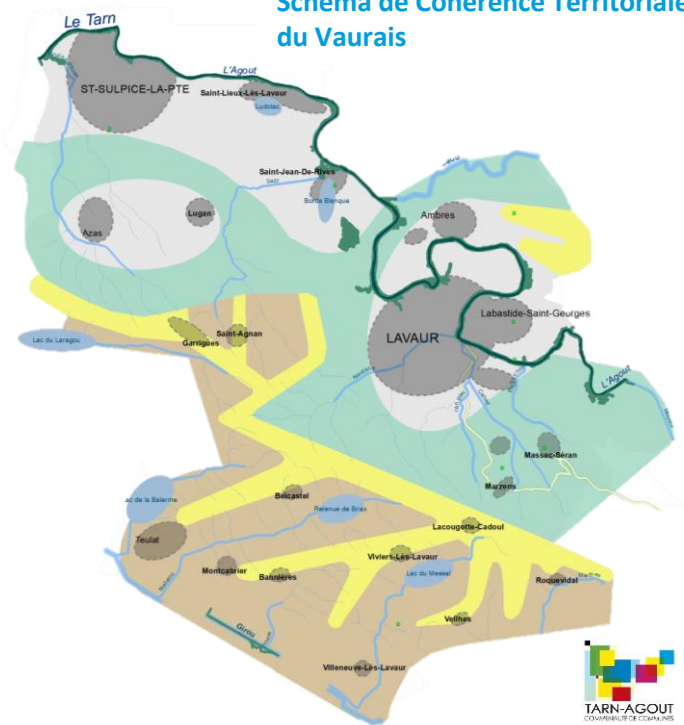 Schéma de Cohérence Territoriale
du Vaurais
Le Tarn
L'Agout
ST-SULPICE-LA-PTE
Saint-Lieux-Lès-Lavaur
Ludolac
Saint-Jean-De-Rives
Borde Blanque
Ambres
Lugan
Azas
Labastide-Saint-Georges
LAVAUR
Saint-Agnan
Garrigues
Lac du Laragou
L'Agout
Massac-Séran
Marzens
Belcastel
Retenue de Brias
de la Balerme
Lacougotte-Cadoul
Teulat
Viviers-Lès-Lavaur
Montcabrier
Bannières
Lac du Messal
Roquevidal
Girou
Veilhes
Villeneuve-Lès-Lavaur
TARN-AGOUT
COMMUNAUTÉ DE COMMUNES